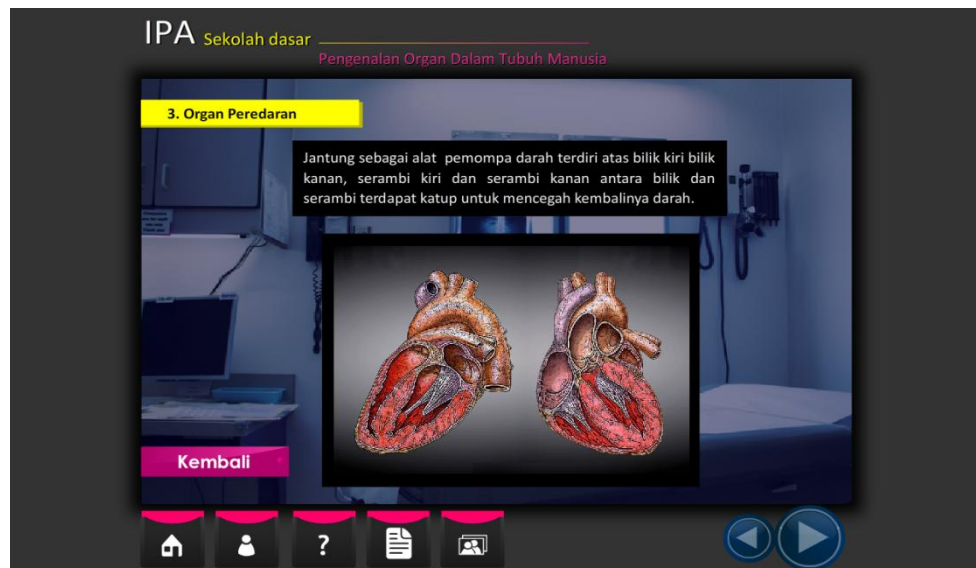 IPA Sekolah dasar
Pengenalan Organ Dalam Tubuh Manusia
3. Organ Peredaran
Jantung sebagai alat pemompa darah terdiri atas bilik kiri bilik
kanan, serambi kiri dan serambi kanan antara bilik dan
serambi terdapat katup untuk mencegah kembalinya darah.
Kembali
?